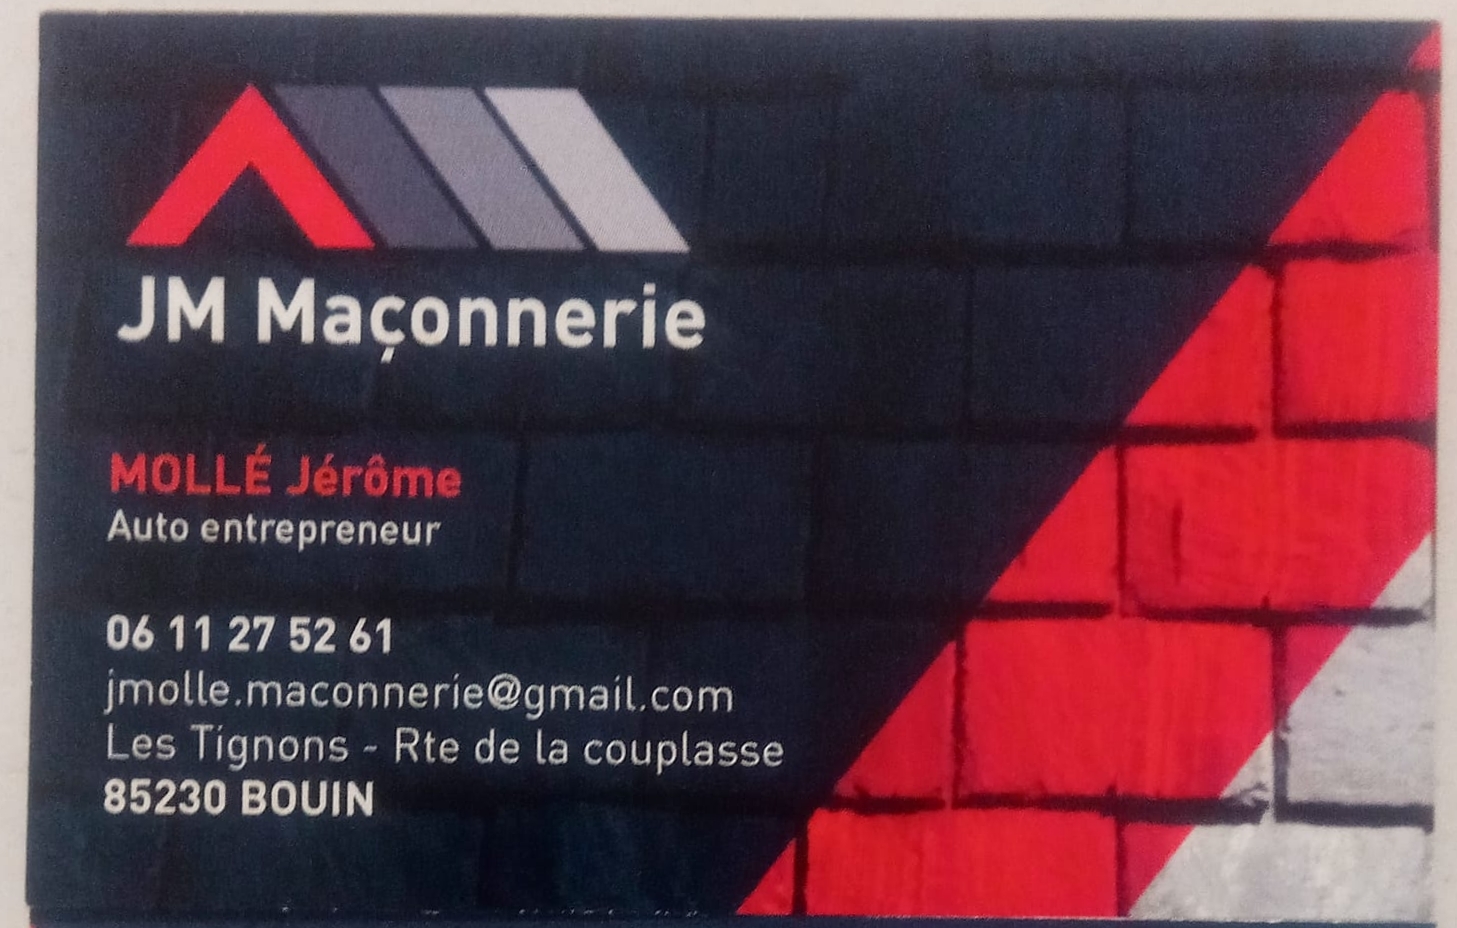 JM Maçonnerie
MOLLÉ Jérôme
Auto entrepreneur
06 11 27 52 61
jmolle.maconnerie@gmail.com
Les Tignons - Rte de la couplasse
85230 BOUIN